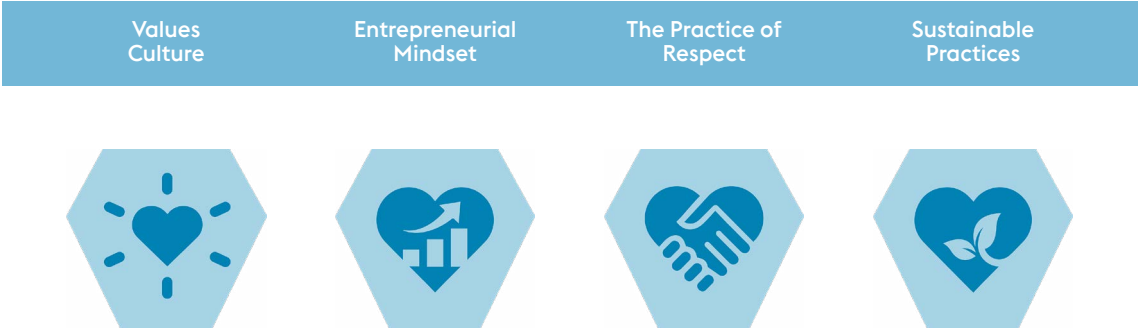 Values
Culture
Entrepreneurial
Mindset
The Practice of
Respect
Sustainable
Practices